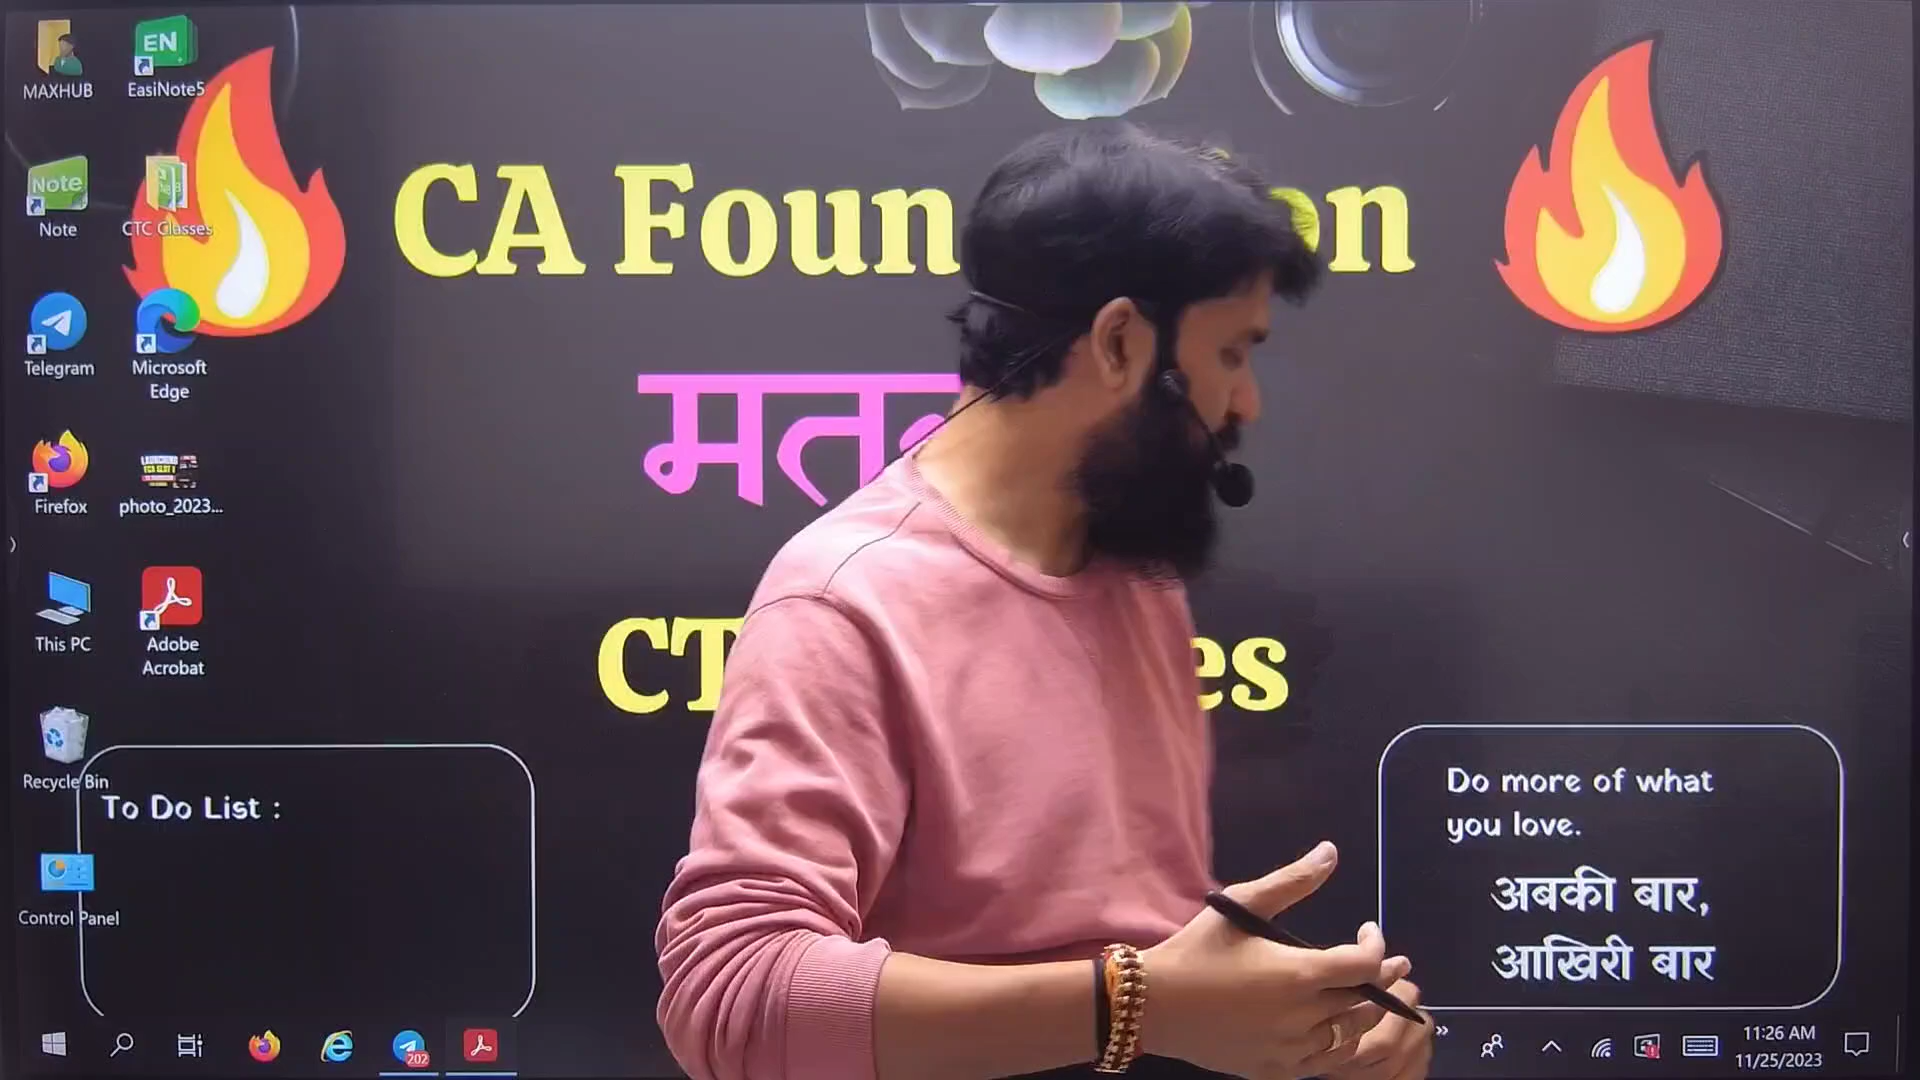 MAXHUB
EN
EasiNote5
Note
Note
CTC Classes
Telegram
Microsoft
Edge
Firefox
photo_2023...
This PC
Adobe
Acrobat
Recycle Bin
Control Panel
CA Foun on
मत
CT es
To Do List :
Do more of what
you love.
अबकी बार,
आखिरी बार
202
11:26 AM
11/25/2023